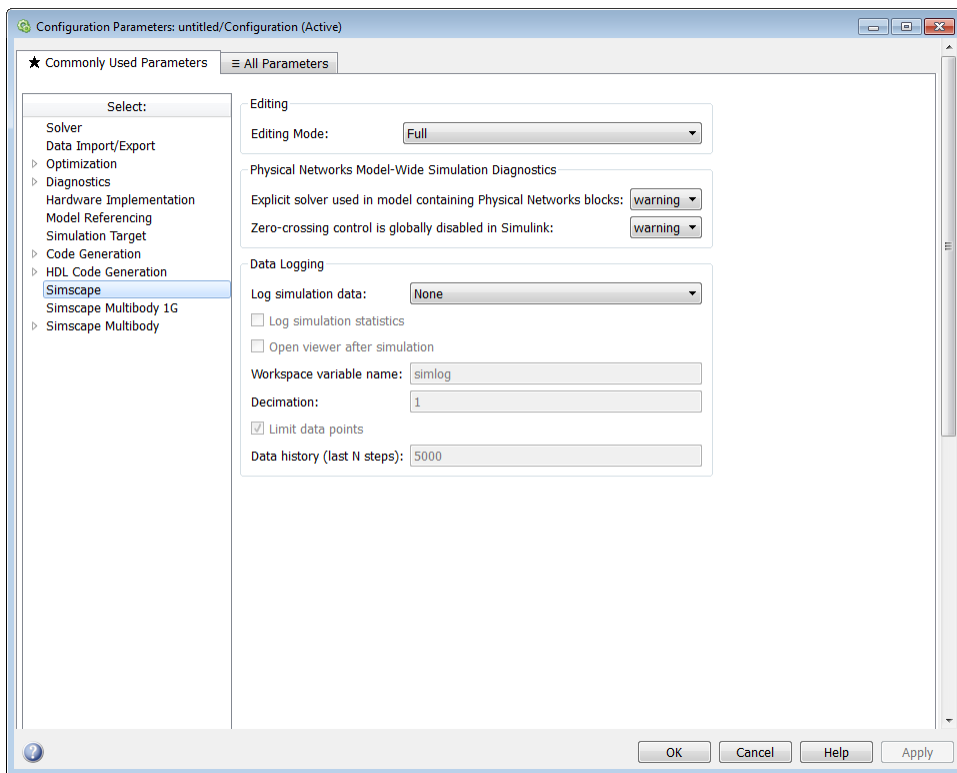 Configuration Parameters: untitled/Configuration (Active)
★ Commonly Used Parameters
≡ All Parameters
Select:
Solver
Data Import/Export
Optimization
Diagnostics
Hardware Implementation
Model Referencing
Simulation Target
Code Generation
HDL Code Generation
Simscape
Simscape Multibody 1G
Simscape Multibody
Editing
Editing Mode: Full
Physical Networks Model-Wide Simulation Diagnostics
Explicit solver used in model containing Physical Networks blocks: warning
Zero-crossing control is globally disabled in Simulink: warning
Data Logging
Log simulation data: None
Log simulation statistics
Open viewer after simulation
Workspace variable name: simlog
Decimation: 1
Limit data points
Data history (last N steps): 5000
? OK Cancel Help Apply